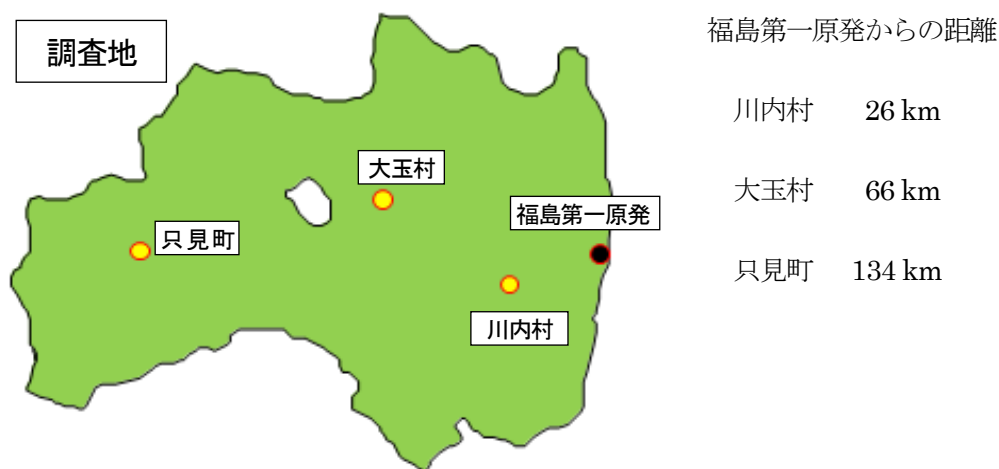 調査地
福島第一原発からの距離
川内村 26 km
大玉村 66 km
只見町 134 km
大玉村
福島第一原発
只見町
川内村